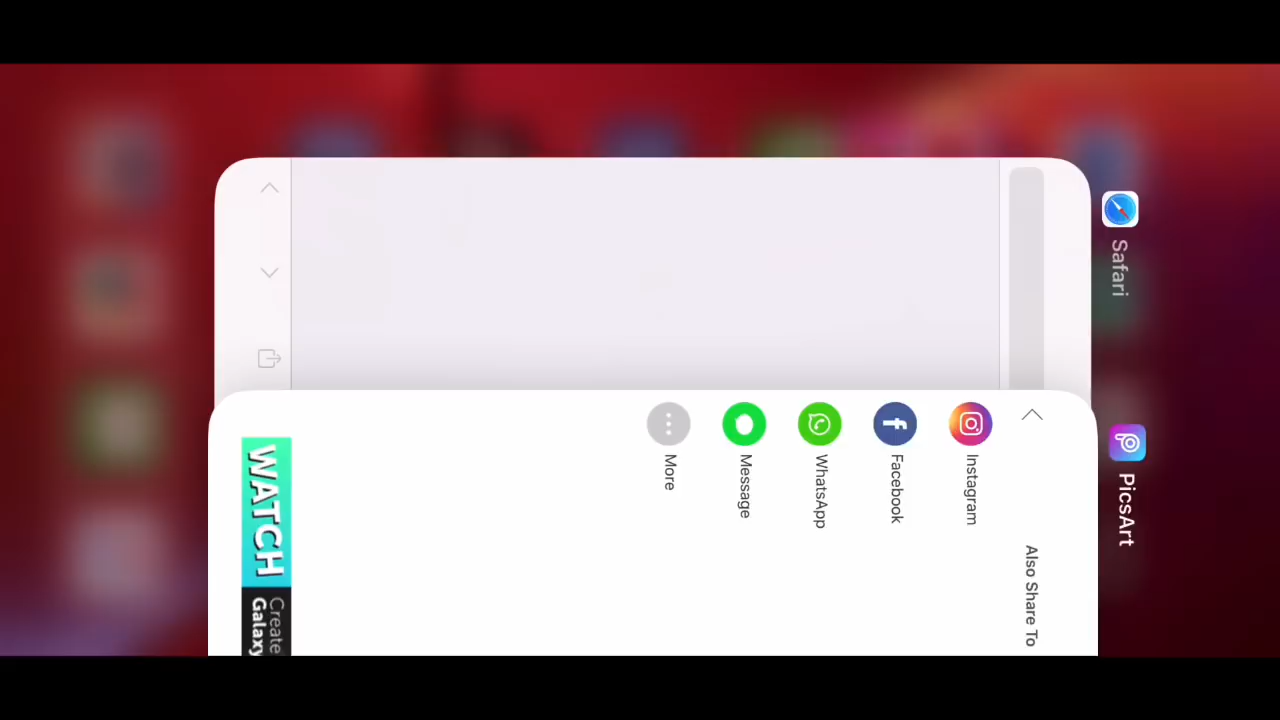 Safari
PicsArt
Also Share To
Instagram
Facebook
WhatsApp
Message
More
WATCH
Create
Galaxy